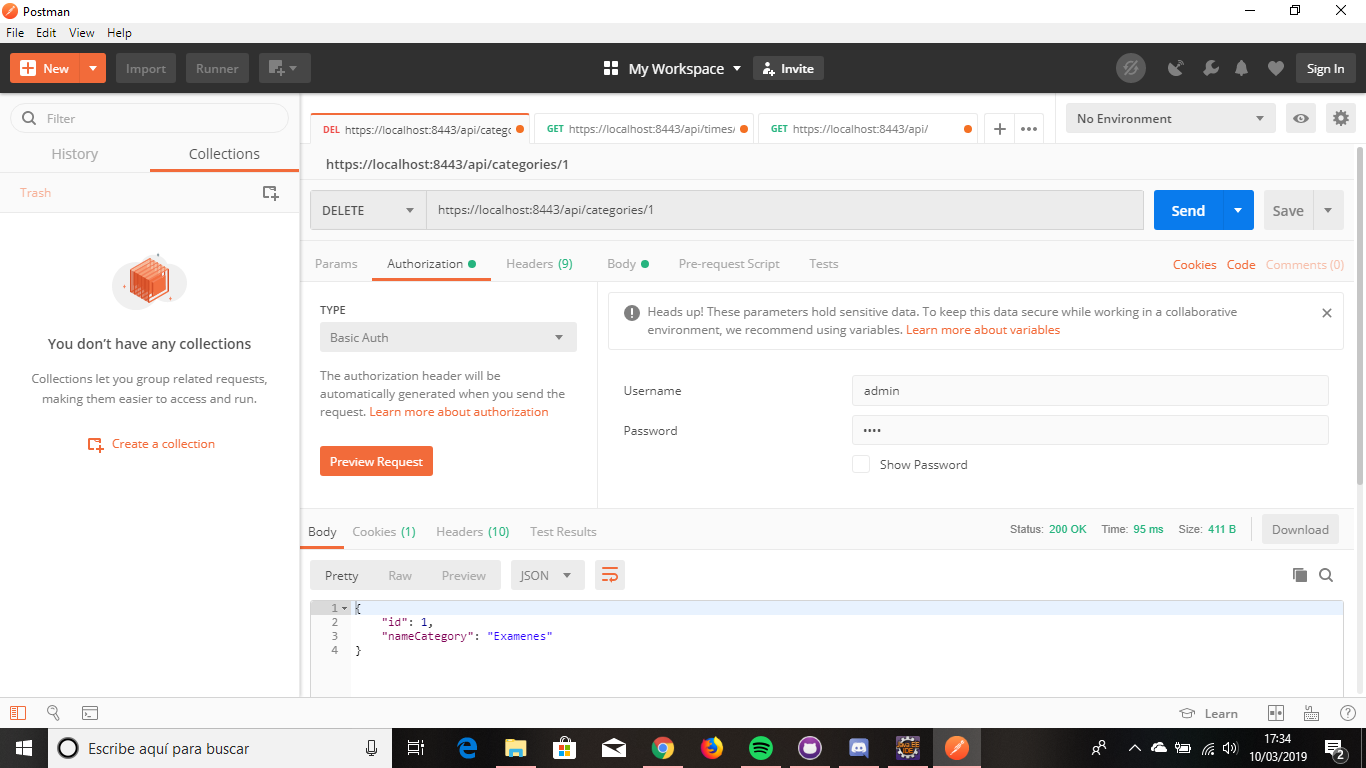 Postman
File Edit View Help
New Import Runner My Workspace Invite Sign In
Filter
History Collections
Trash
You don't have any collections
Collections let you group related requests,
making them easier to access and run.
Create a collection
DEL https://localhost:8443/api/catego GET https://localhost:8443/api/times/ GET https://localhost:8443/api/
No Environment
https://localhost:8443/api/categories/1
DELETE https://localhost:8443/api/categories/1 Send Save
Params Authorization Headers (9) Body Pre-request Script Tests Cookies Code Comments (0)
TYPE
Basic Auth
The authorization header will be
automatically generated when you send the
request. Learn more about authorization
Preview Request
Heads up! These parameters hold sensitive data. To keep this data secure while working in a collaborative
environment, we recommend using variables. Learn more about variables
Username admin
Password ••••
Show Password
Body Cookies (1) Headers (10) Test Results Status: 200 OK Time: 95 ms Size: 411 B Download
Pretty Raw Preview JSON
1 {
2 "id": 1,
3 "nameCategory": "Examenes"
4 }
Learn
Escribe aquí para buscar
17:34
10/03/2019
2